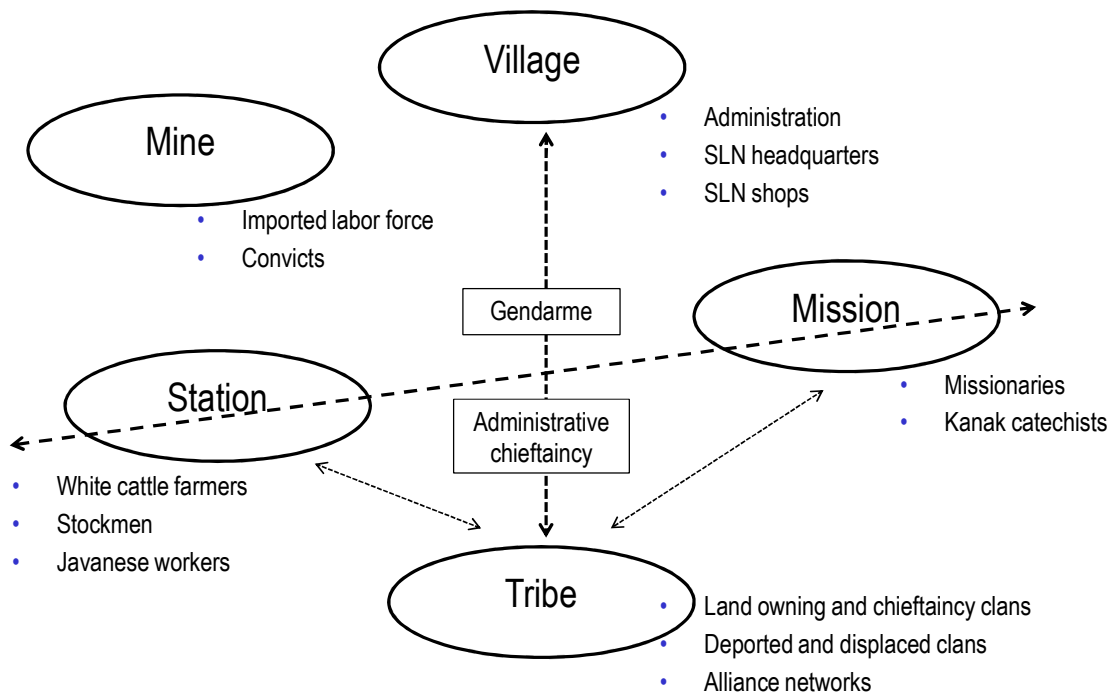 Village
• Administration
• SLN headquarters
• SLN shops
Mine
• Imported labor force
• Convicts
Gendarme
Mission
• Missionaries
• Kanak catechists
Station
• White cattle farmers
• Stockmen
• Javanese workers
Administrative
chieftaincy
Tribe
• Land owning and chieftaincy clans
• Deported and displaced clans
• Alliance networks